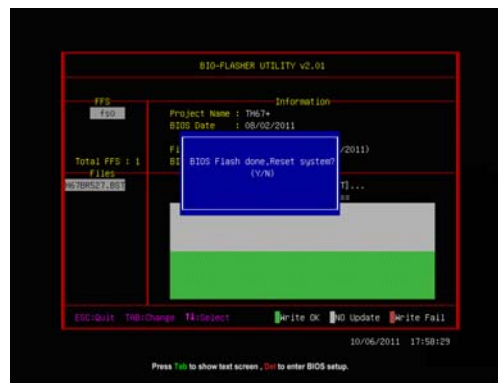 BIO-FLASHER UTILITY v2.01
FFS
Information
fs0
Project Name : TH67+
BIOS Date : 08/02/2011
/2011)
Total FFS : 1
BIOS Flash done,Reset system?
(Y/N)
Files
H67BR527.BST
T]...
==
ESC:Quit TAB:Change ↑↓:Select Write OK NO Update Write Fail
10/06/2011 17:58:29
Press Tab to show text screen , Del to enter BIOS setup.